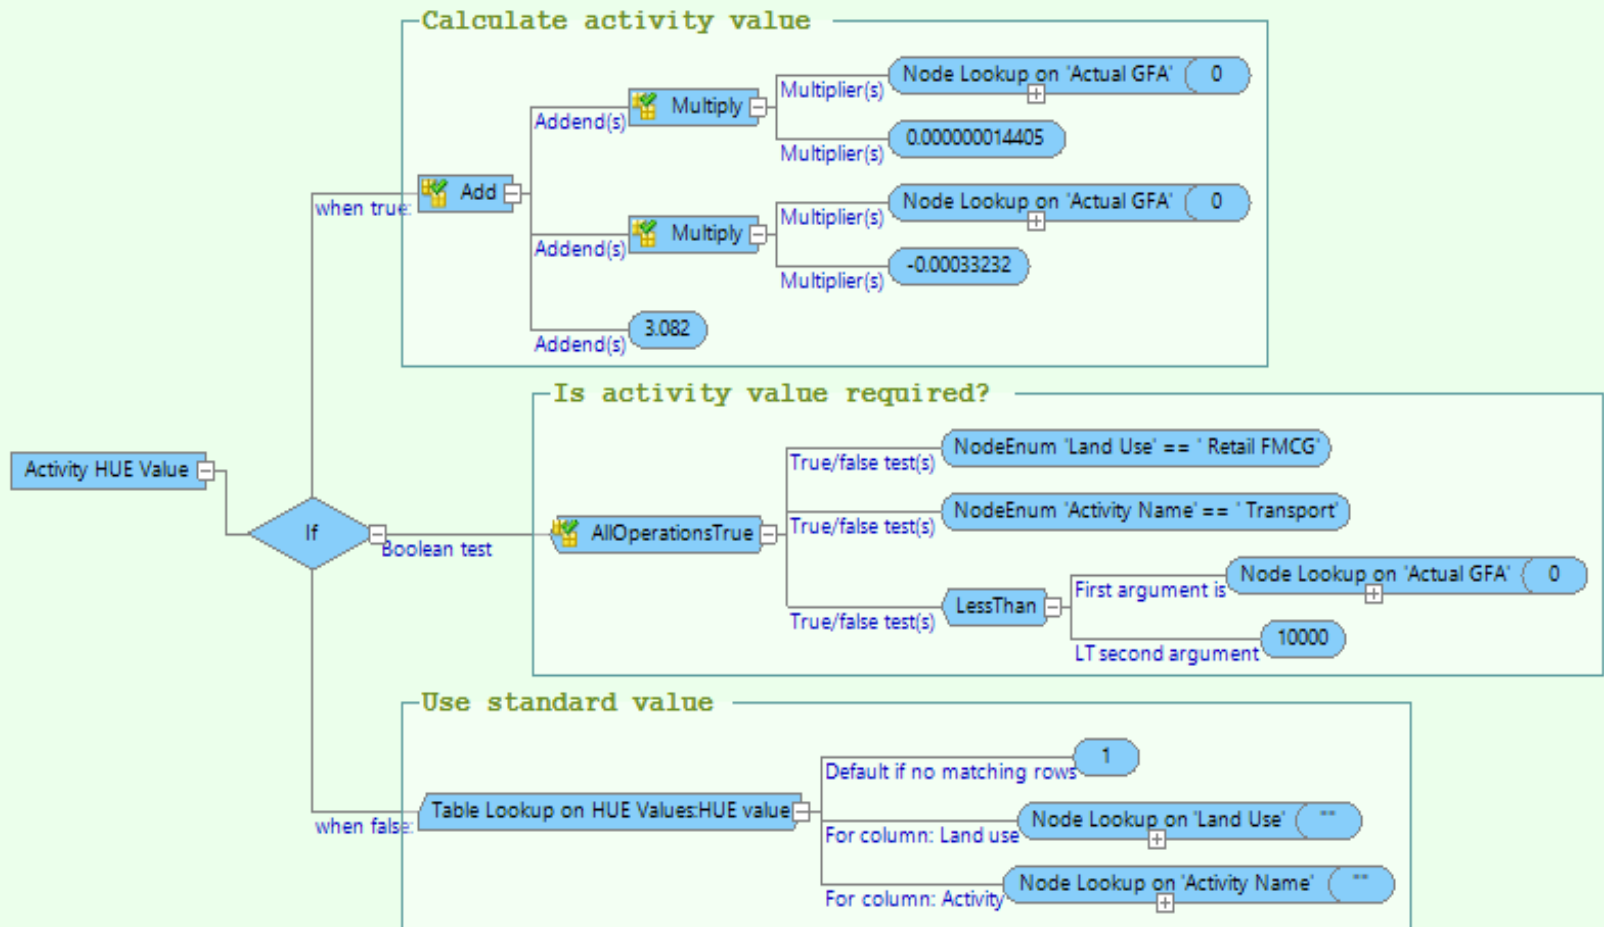 Calculate activity value
Node Lookup on 'Actual GFA' 0
Multiplier(s)
Multiply
Addend(s)
0.000000014405
Multiplier(s)
Add
when true:
Node Lookup on 'Actual GFA' 0
Multiplier(s)
Multiply
Addend(s)
-0.00033232
Multiplier(s)
3.082
Addend(s)
Is activity value required?
NodeEnum 'Land Use' == ' Retail FMCG'
True/false test(s)
Activity HUE Value
NodeEnum 'Activity Name' == ' Transport'
True/false test(s)
If
Boolean test
AllOperationsTrue
Node Lookup on 'Actual GFA' 0
First argument is
LessThan
True/false test(s)
10000
LT second argument
Use standard value
1
Default if no matching rows
Table Lookup on HUE Values:HUE value
when false:
Node Lookup on 'Land Use' ""
For column: Land use
Node Lookup on 'Activity Name' ""
For column: Activity